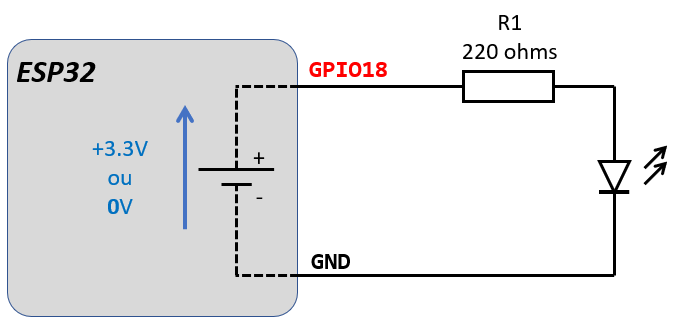 R1
220 ohms
ESP32
GPIO18
+3.3V
ou
0V
+
-
GND